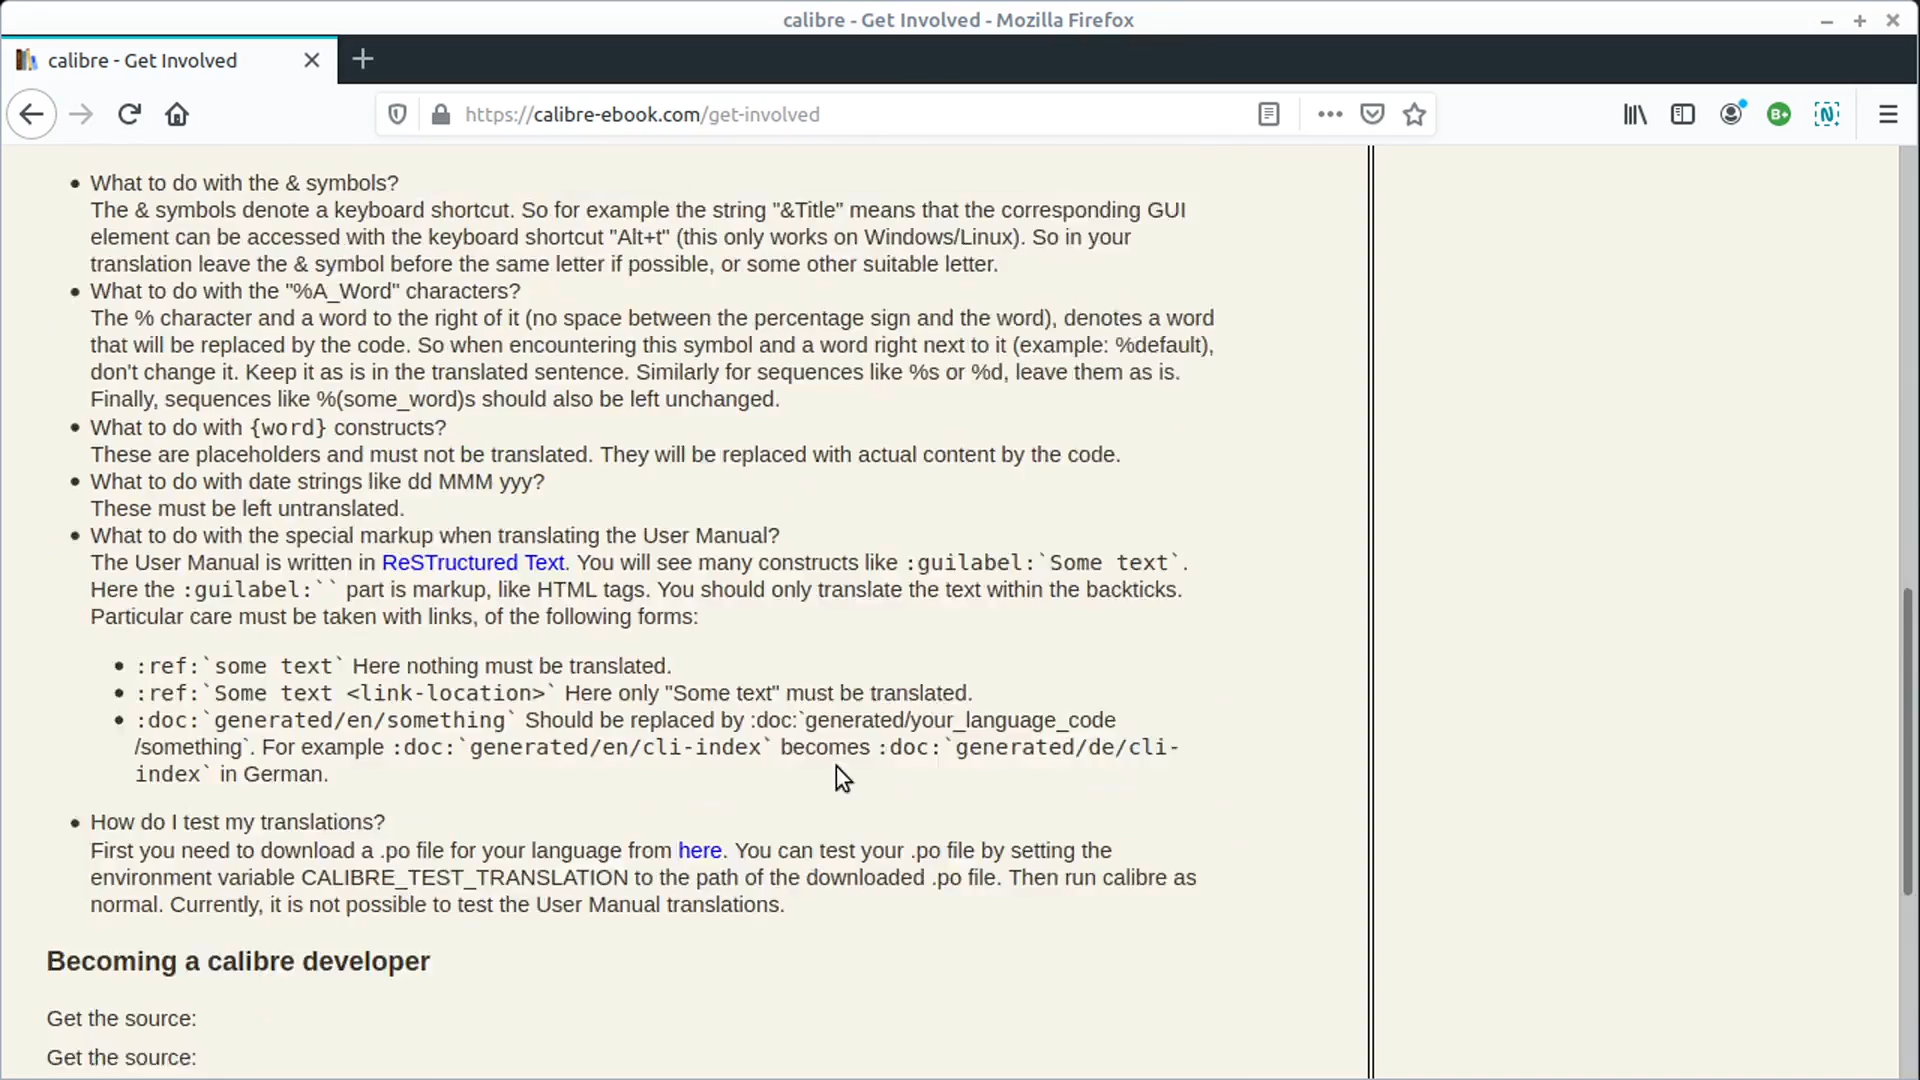 calibre - Get Involved - Mozilla Firefox
calibre - Get Involved
https://calibre-ebook.com/get-involved
What to do with the & symbols?
The & symbols denote a keyboard shortcut. So for example the string "&Title" means that the corresponding GUI
element can be accessed with the keyboard shortcut "Alt+t" (this only works on Windows/Linux). So in your
translation leave the & symbol before the same letter if possible, or some other suitable letter.
What to do with the "%A_Word" characters?
The % character and a word to the right of it (no space between the percentage sign and the word), denotes a word
that will be replaced by the code. So when encountering this symbol and a word right next to it (example: %default),
don't change it. Keep it as is in the translated sentence. Similarly for sequences like %s or %d, leave them as is.
Finally, sequences like %(some_word)s should also be left unchanged.
What to do with {word} constructs?
These are placeholders and must not be translated. They will be replaced with actual content by the code.
What to do with date strings like dd MMM yyy?
These must be left untranslated.
What to do with the special markup when translating the User Manual?
The User Manual is written in ReSTructured Text. You will see many constructs like :guilabel:`Some text`.
Here the :guilabel:`` part is markup, like HTML tags. You should only translate the text within the backticks.
Particular care must be taken with links, of the following forms:
:ref:`some text` Here nothing must be translated.
:ref:`Some text <link-location>` Here only "Some text" must be translated.
:doc:`generated/en/something` Should be replaced by :doc:`generated/your_language_code
/something`. For example :doc:`generated/en/cli-index` becomes :doc:`generated/de/cli-
index` in German.
How do I test my translations?
First you need to download a .po file for your language from here. You can test your .po file by setting the
environment variable CALIBRE_TEST_TRANSLATION to the path of the downloaded .po file. Then run calibre as
normal. Currently, it is not possible to test the User Manual translations.
Becoming a calibre developer
Get the source:
Get the source: